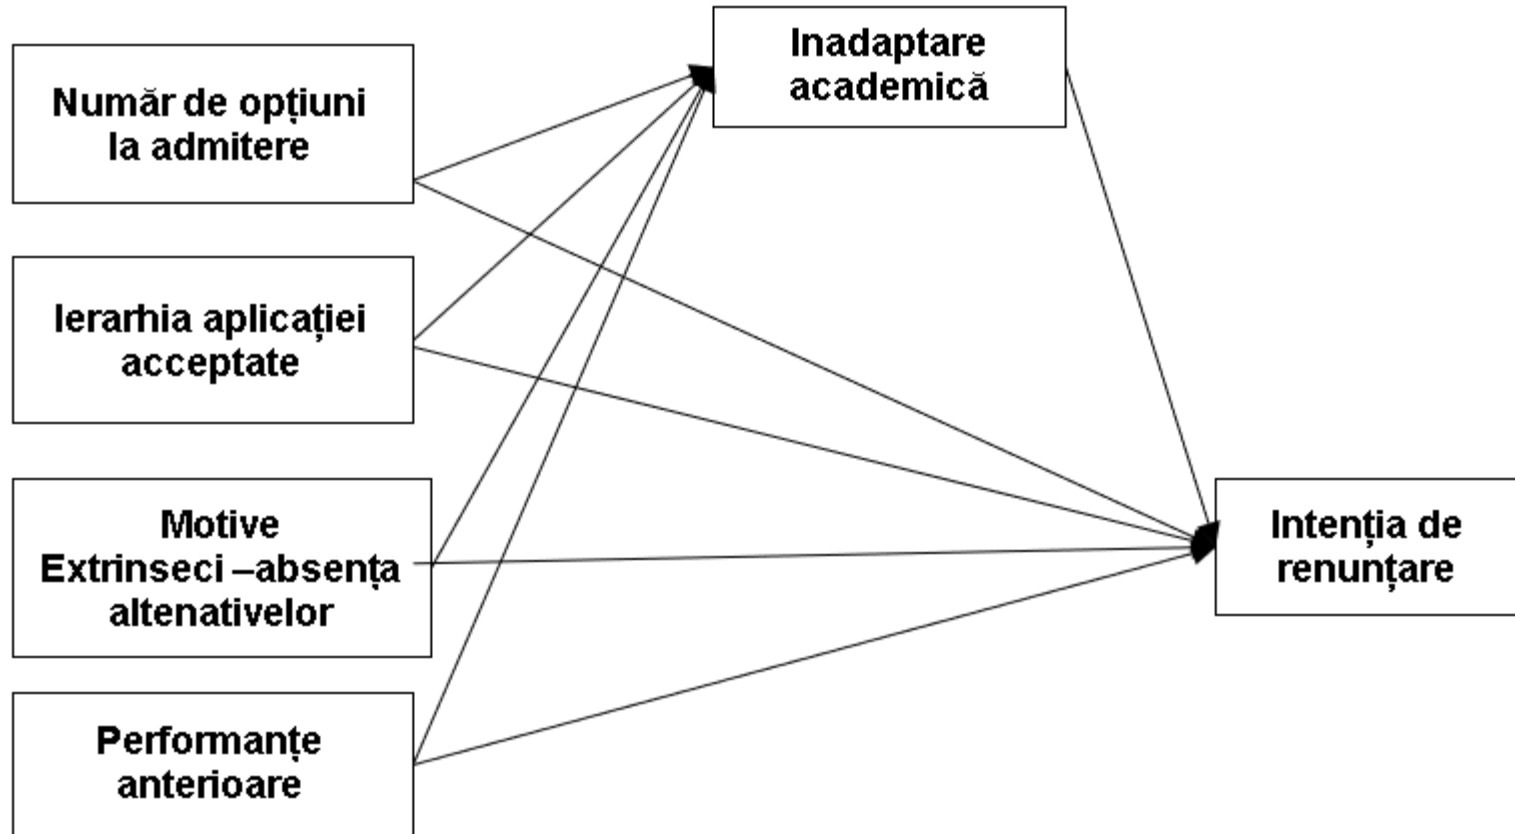 Număr de opțiuni
la admitere
Ierarhia aplicației
acceptate
Motive
Extrinseci –absența
altenativelor
Performanțe
anterioare
Inadaptare
academică
Intenția de
renunțare